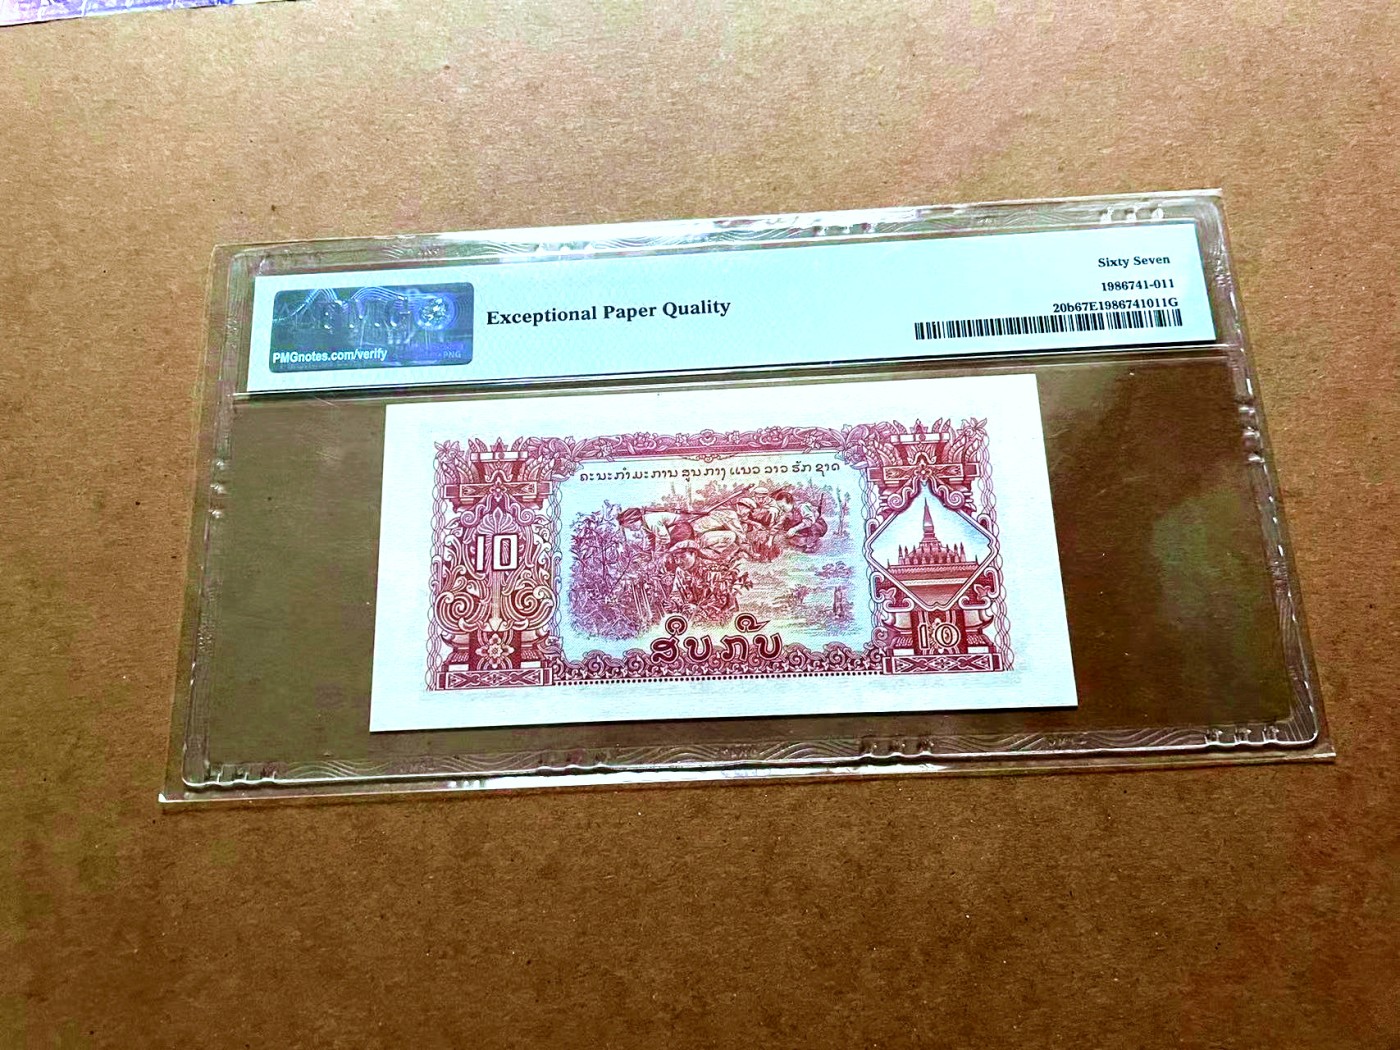 Sixty Seven
1986741-011
20b67E1986741011G
Exceptional Paper Quality
PMGnotes.com/verify
PNG
ຄະນະກຳມະການ ສູນກາງ ແນວ ລາວ ຮັກ ຊາດ
10
ສິບກີບ
10